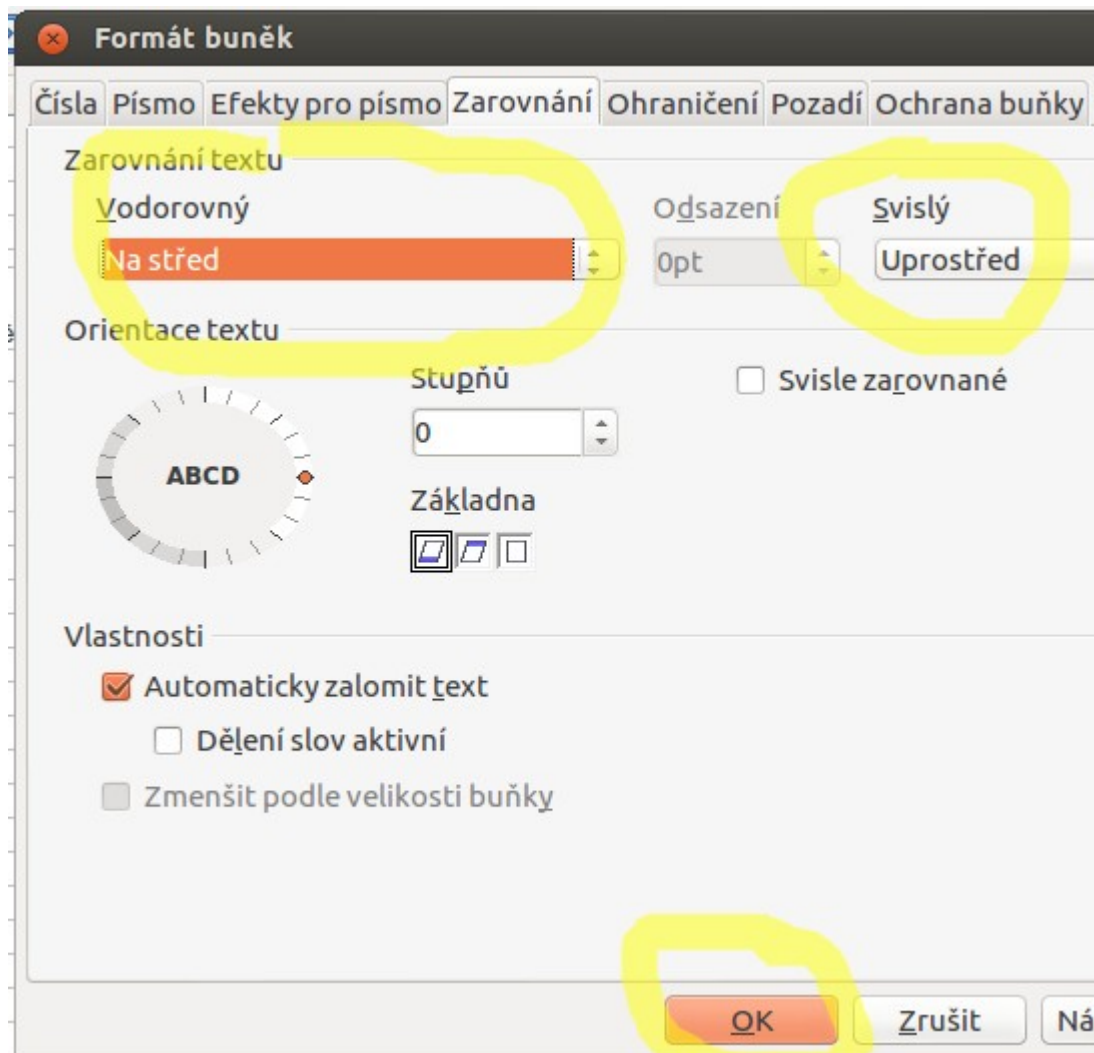 Formát buněk
Čísla Písmo Efekty pro písmo Zarovnání Ohraničení Pozadí Ochrana buňky
Zarovnání textu
Vodorovný Odsazení Svislý
Na střed 0pt Uprostřed
Orientace textu
Stupňů Svisle zarovnané
0
ABCD
Základna
Vlastnosti
Automaticky zalomit text
Dělení slov aktivní
Zmenšit podle velikosti buňky
OK Zrušit Ná